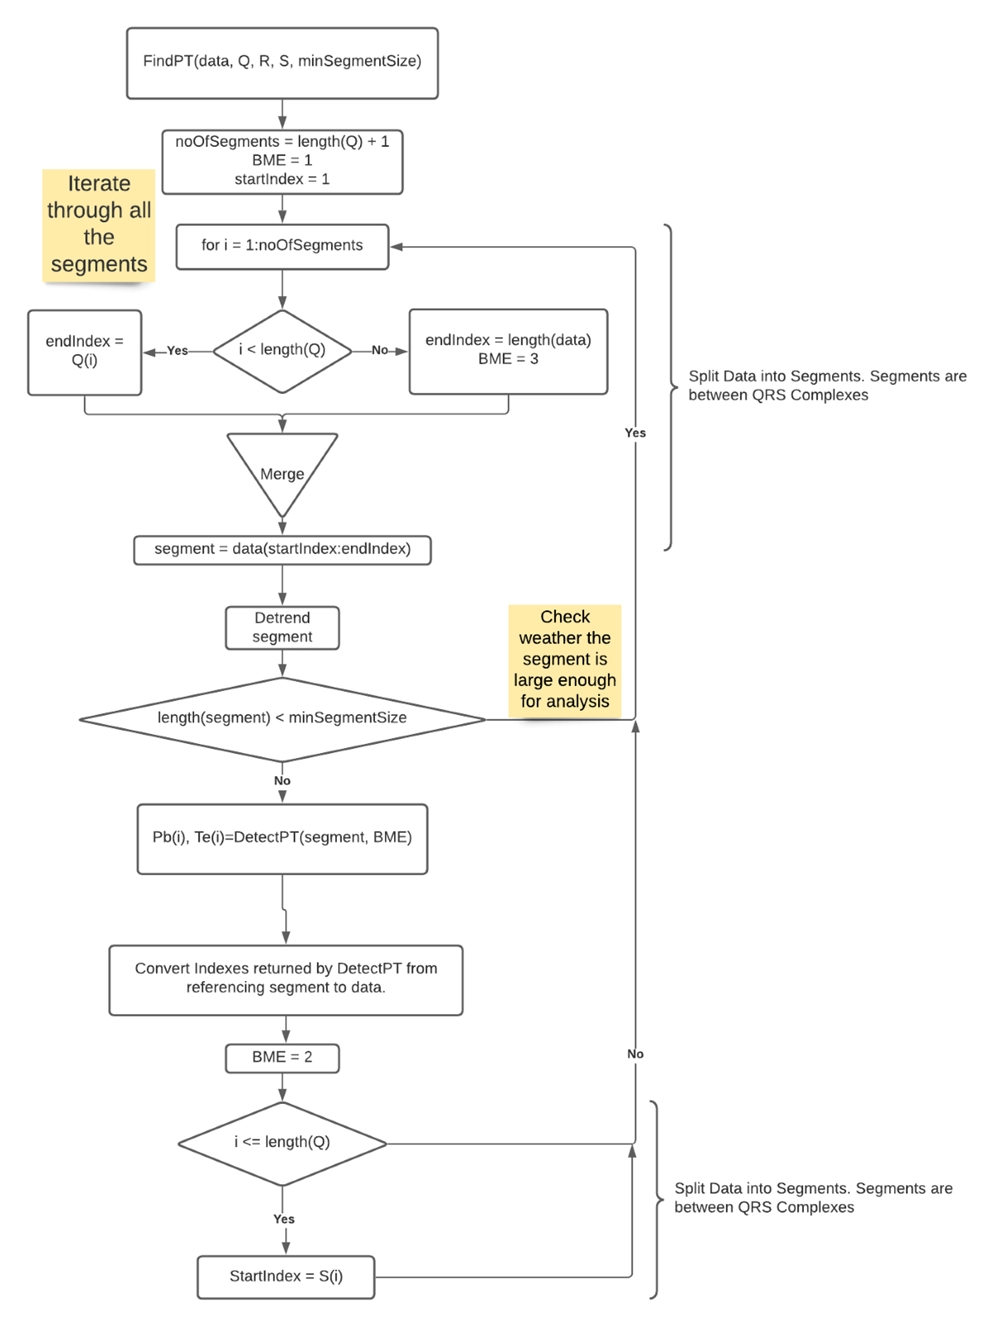 FindPT(data, Q, R, S, minSegmentSize)
noOfSegments = length(Q) + 1
BME = 1
startIndex = 1
Iterate
through all
the
segments
for i = 1:noOfSegments
endIndex =
Q(i)
Yes
i < length(Q)
No
endIndex = length(data)
BME = 3
Split Data into Segments. Segments are
between QRS Complexes
Yes
Merge
segment = data(startIndex:endIndex)
Detrend
segment
Check
weather the
segment is
large enough
for analysis
length(segment) < minSegmentSize
No
Pb(i), Te(i)=DetectPT(segment, BME)
Convert Indexes returned by DetectPT from
referencing segment to data.
BME = 2
No
i <= length(Q)
Split Data into Segments. Segments are
between QRS Complexes
Yes
StartIndex = S(i)